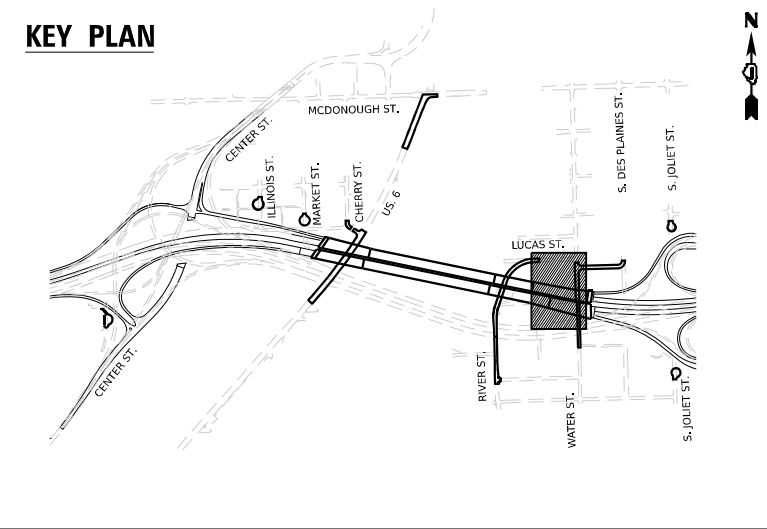 KEY PLAN
N
MCDONOUGH ST.
CENTER ST.
ILLINOIS ST.
MARKET ST.
CHERRY ST.
US. 6
S. DES PLAINES ST.
S. JOLIET ST.
LUCAS ST.
CENTER ST.
RIVER ST.
WATER ST.
S. JOLIET ST.